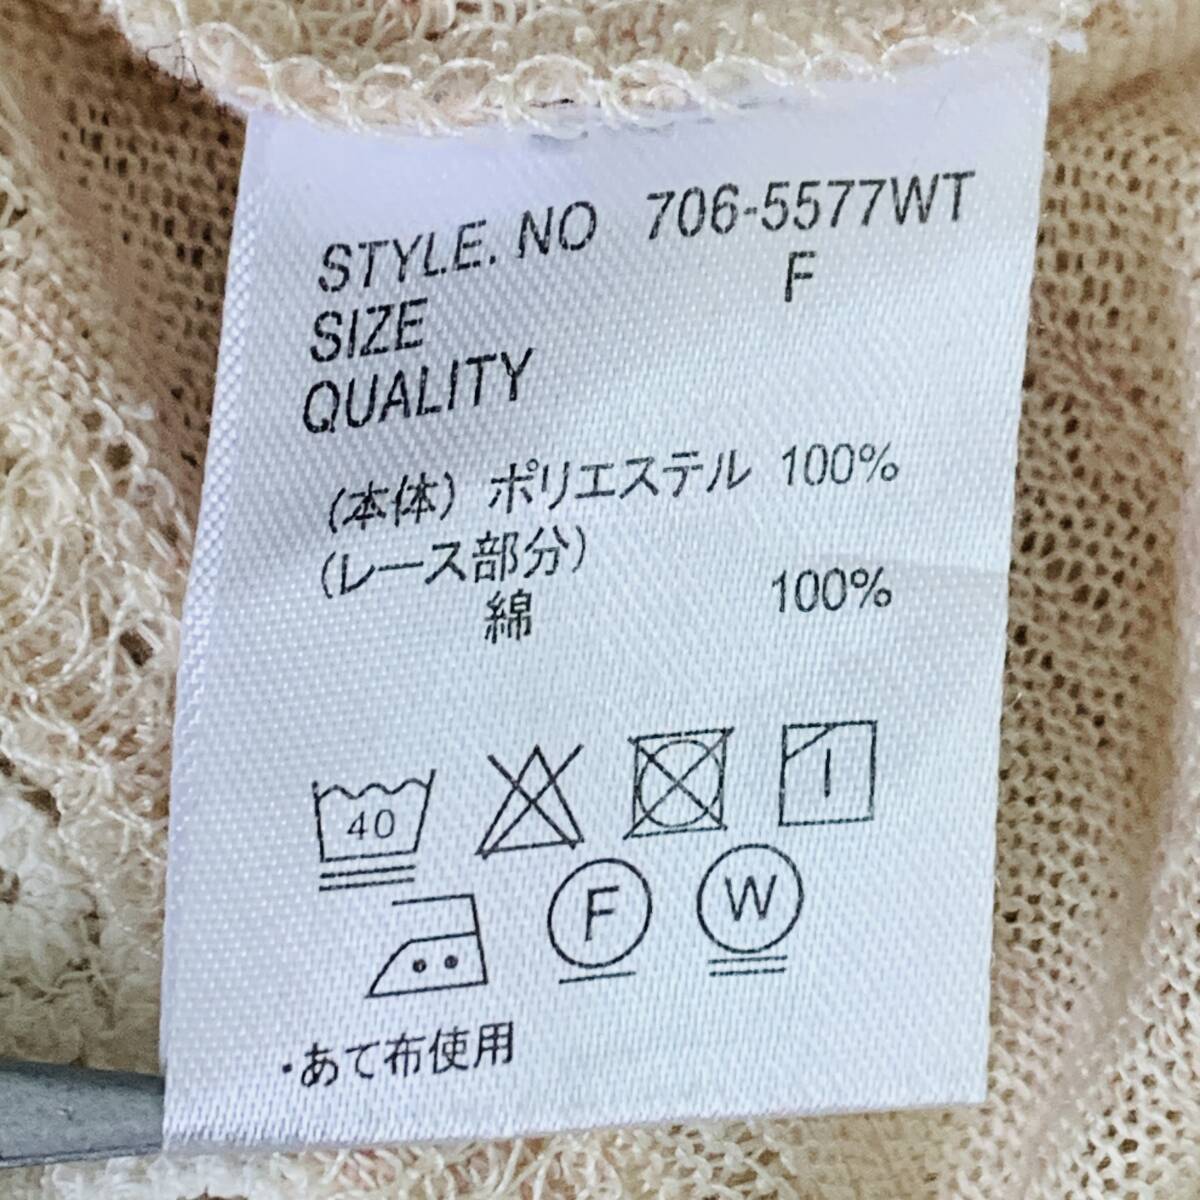 STYLE. NO 706-5577WT
SIZE F
QUALITY
(本体) ポリエステル 100%
(レース部分)
綿 100%
40
F W
・あて布使用